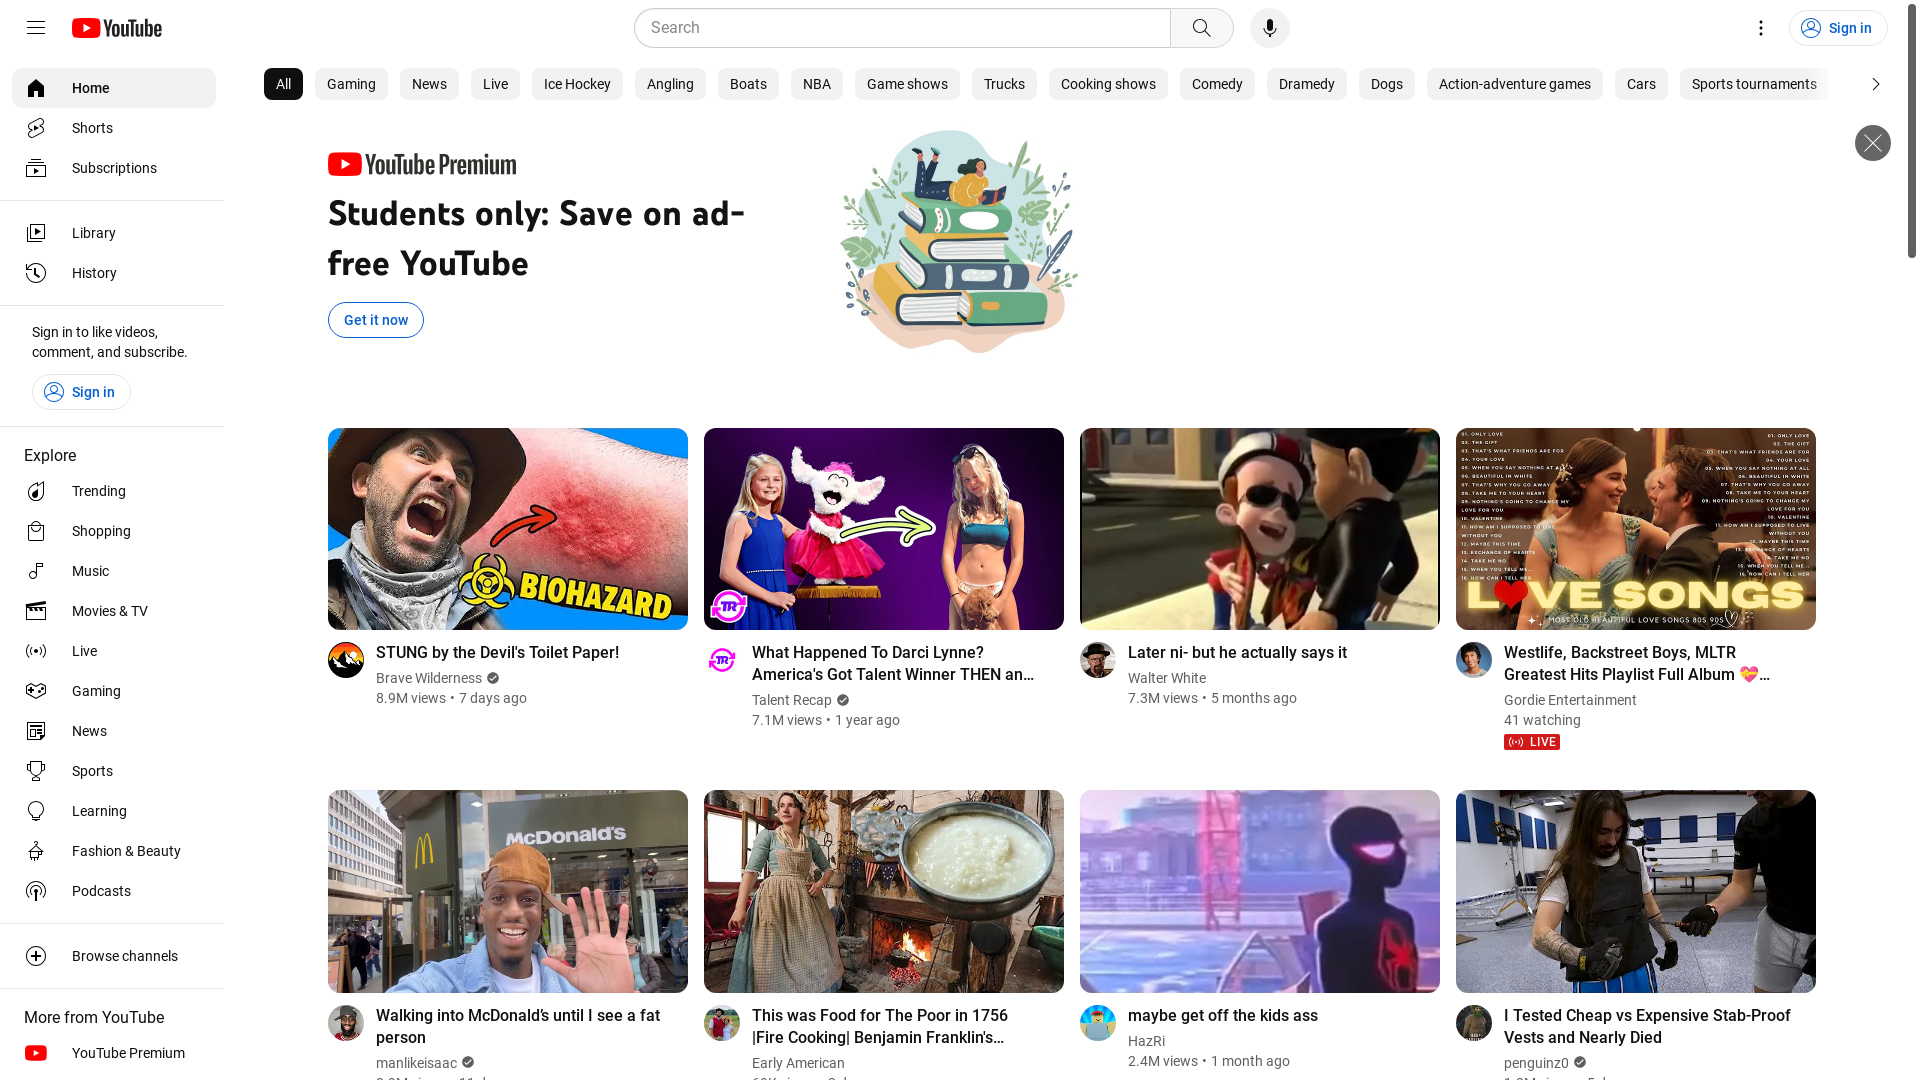 YouTube
Search
Sign in
Home
Shorts
Subscriptions
Library
History
Sign in to like videos,
comment, and subscribe.
Sign in
Explore
Trending
Shopping
Music
Movies & TV
Live
Gaming
News
Sports
Learning
Fashion & Beauty
Podcasts
Browse channels
More from YouTube
YouTube Premium
All
Gaming
News
Live
Ice Hockey
Angling
Boats
NBA
Game shows
Trucks
Cooking shows
Comedy
Dramedy
Dogs
Action-adventure games
Cars
Sports tournaments
YouTube Premium
Students only: Save on ad-
free YouTube
Get it now
BIOHAZARD
STUNG by the Devil's Toilet Paper!
Brave Wilderness
8.9M views • 7 days ago
TR
TR
What Happened To Darci Lynne?
America's Got Talent Winner THEN an...
Talent Recap
7.1M views • 1 year ago
Later ni- but he actually says it
Walter White
7.3M views • 5 months ago
LOVE SONGS
MOST OLD BEAUTIFUL LOVE SONGS 80S 90S
Westlife, Backstreet Boys, MLTR
Greatest Hits Playlist Full Album 💝...
Gordie Entertainment
41 watching
LIVE
McDonald's
Walking into McDonald’s until I see a fat
person
manlikeisaac
This was Food for The Poor in 1756
|Fire Cooking| Benjamin Franklin's...
Early American
maybe get off the kids ass
HazRi
2.4M views • 1 month ago
I Tested Cheap vs Expensive Stab-Proof
Vests and Nearly Died
penguinz0